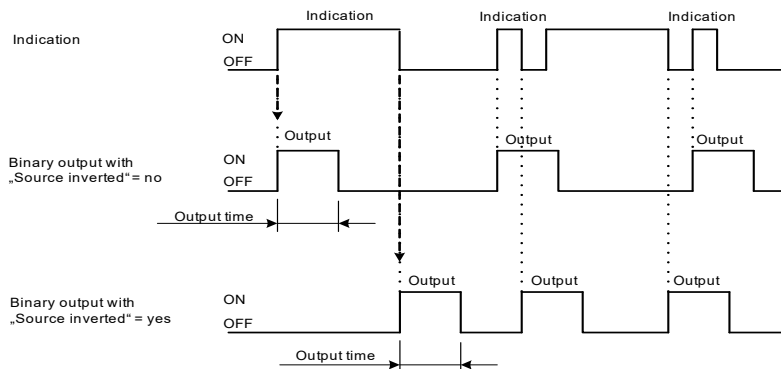 Indication Indication Indication
Indication ON
OFF
Output Output Output
Binary output with ON
„Source inverted“ = no OFF
Output time
Output Output Output
Binary output with ON
„Source inverted“ = yes OFF
Output time